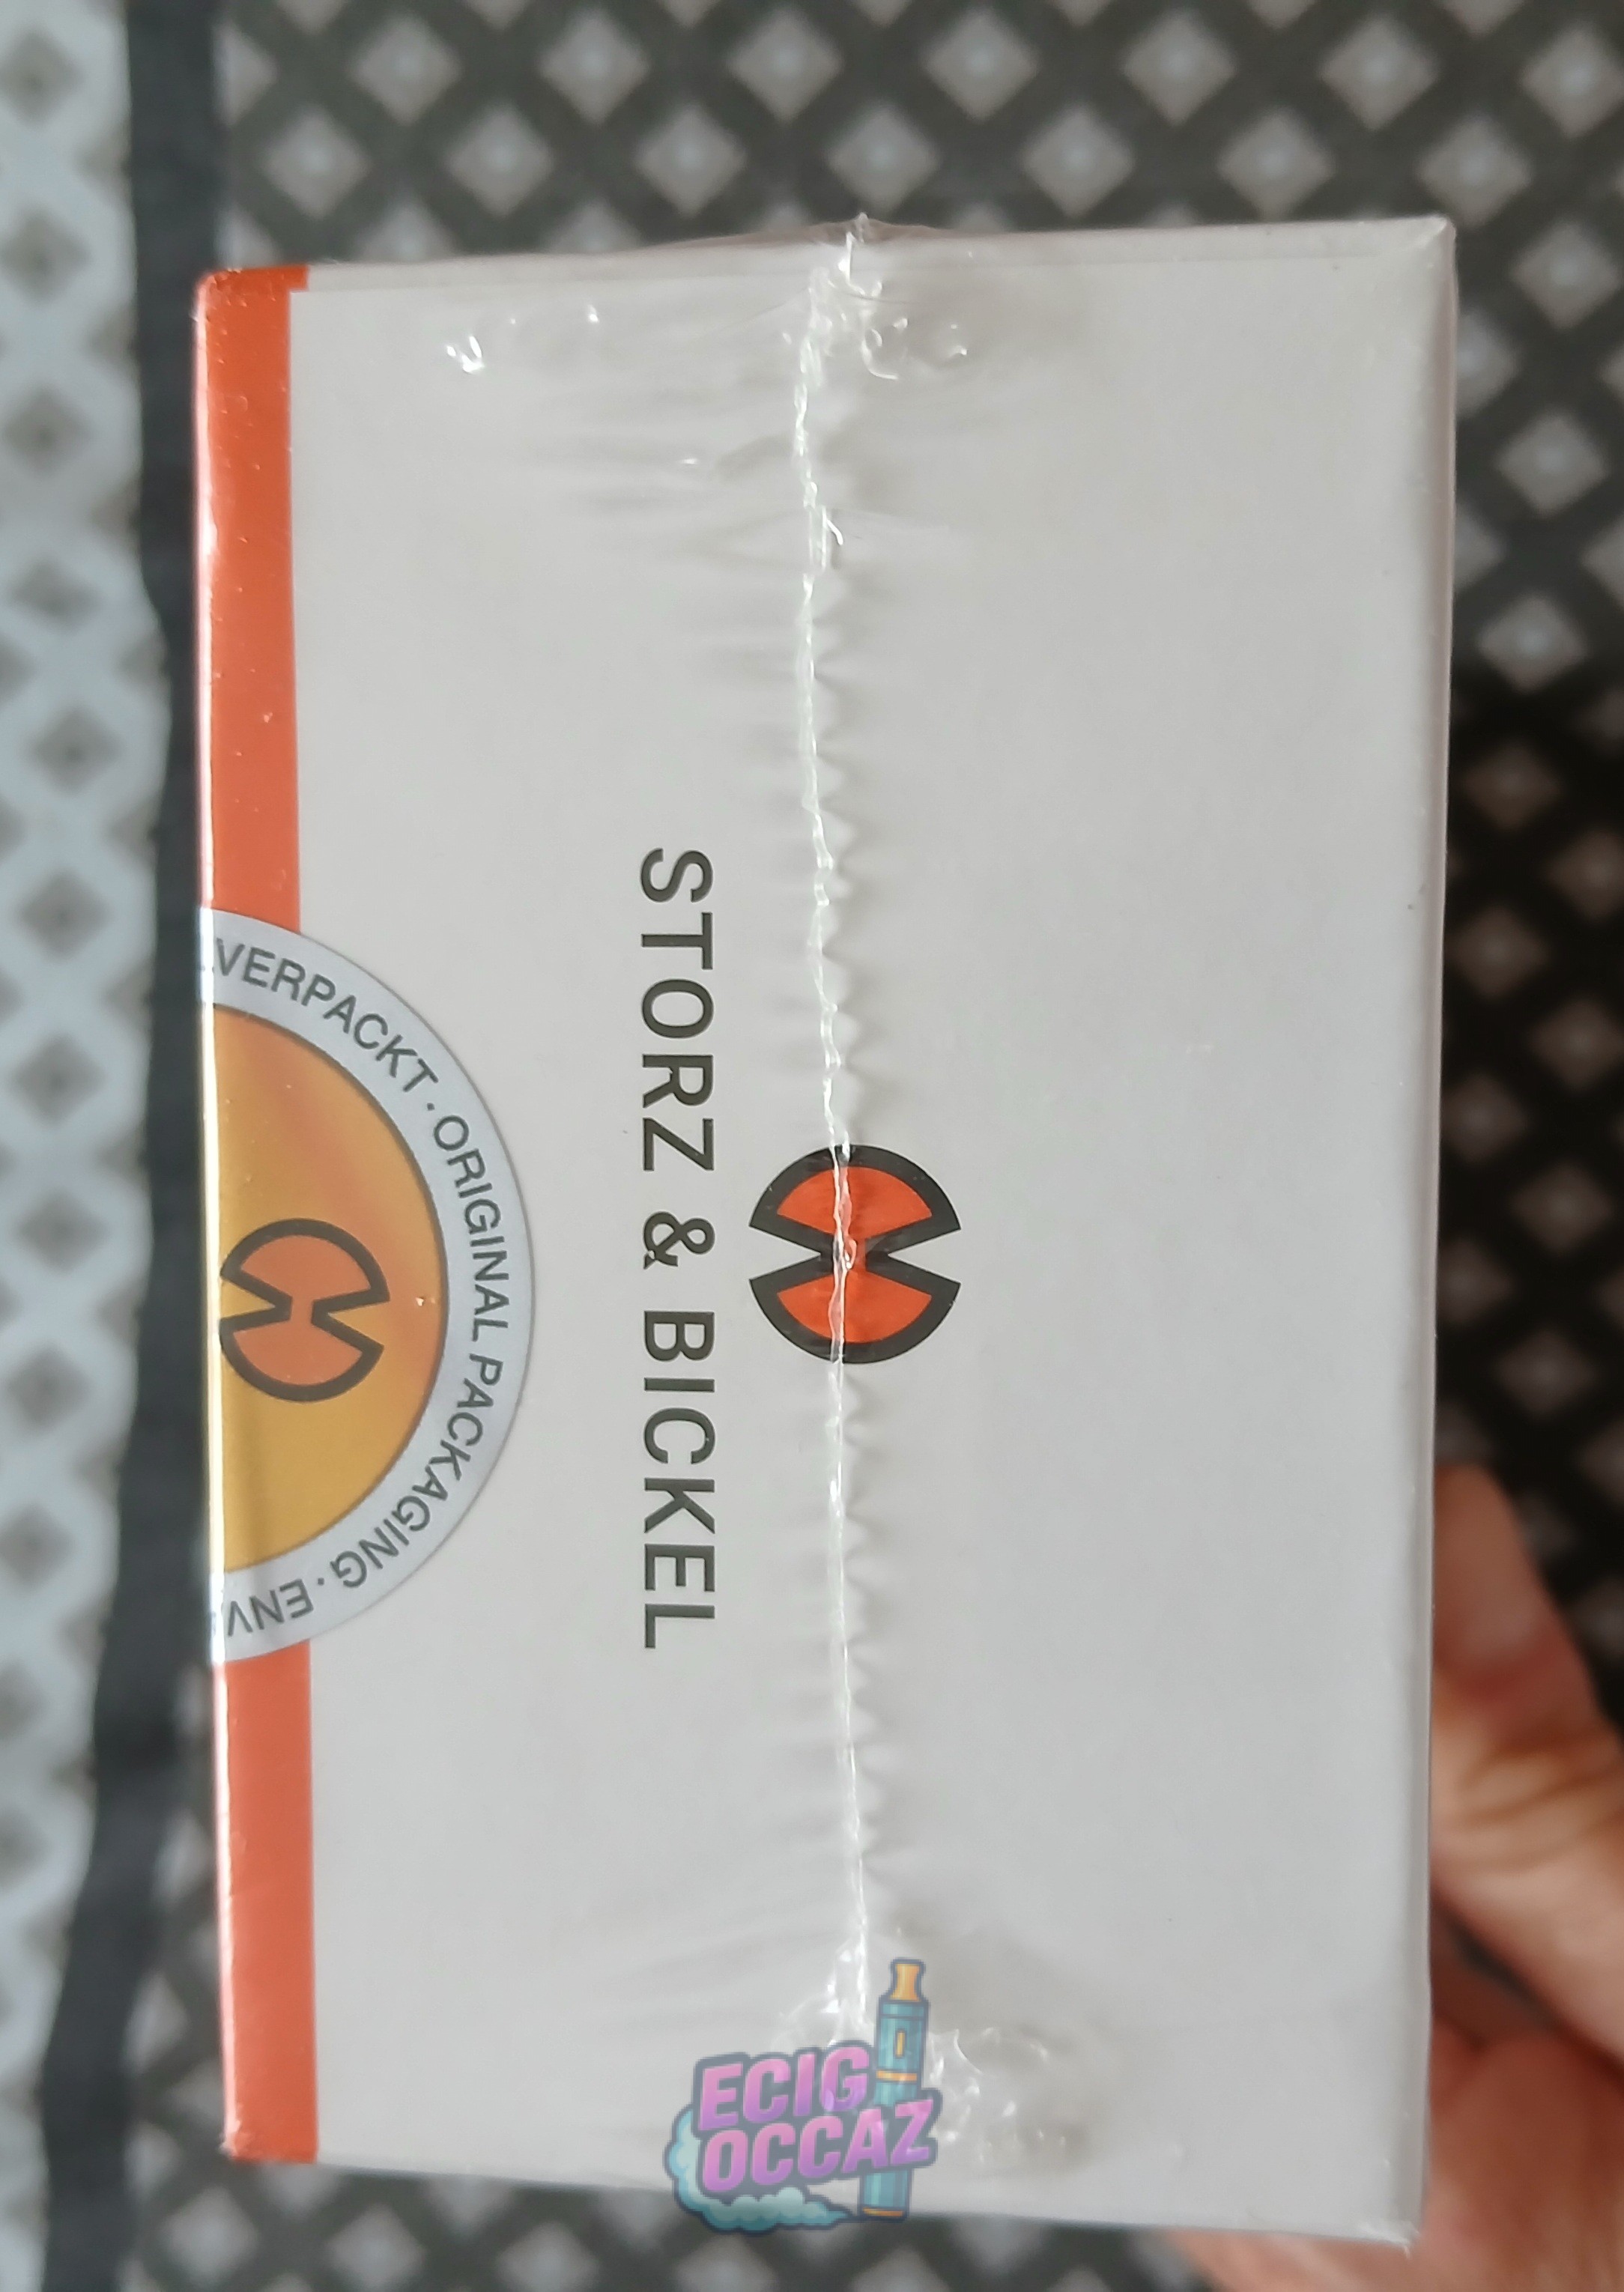 STORZ & BICKEL
VERPACKT · ORIGINAL PACKAGING · ENV
ECIG
OCCAZ